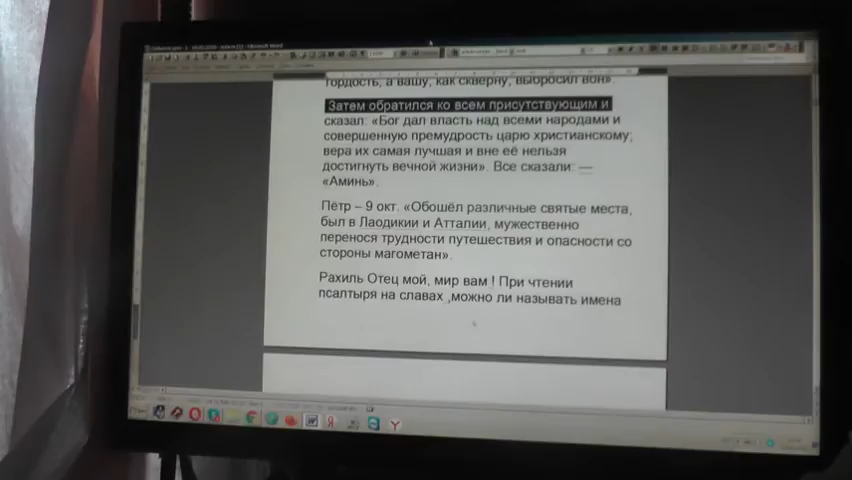 гордость, а вашу, как скверну, выбросил вон».
Затем обратился ко всем присутствующим и
сказал: «Бог дал власть над всеми народами и
совершенную премудрость царю христианскому;
вера их самая лучшая и вне её нельзя
достигнуть вечной жизни». Все сказали: —
«Аминь».
Пётр – 9 окт. «Обошёл различные святые места,
был в Лаодикии и Атталии, мужественно
перенося трудности путешествия и опасности со
стороны магометан».
Рахиль Отец мой, мир вам ! При чтении
псалтыря на славах ,можно ли называть имена